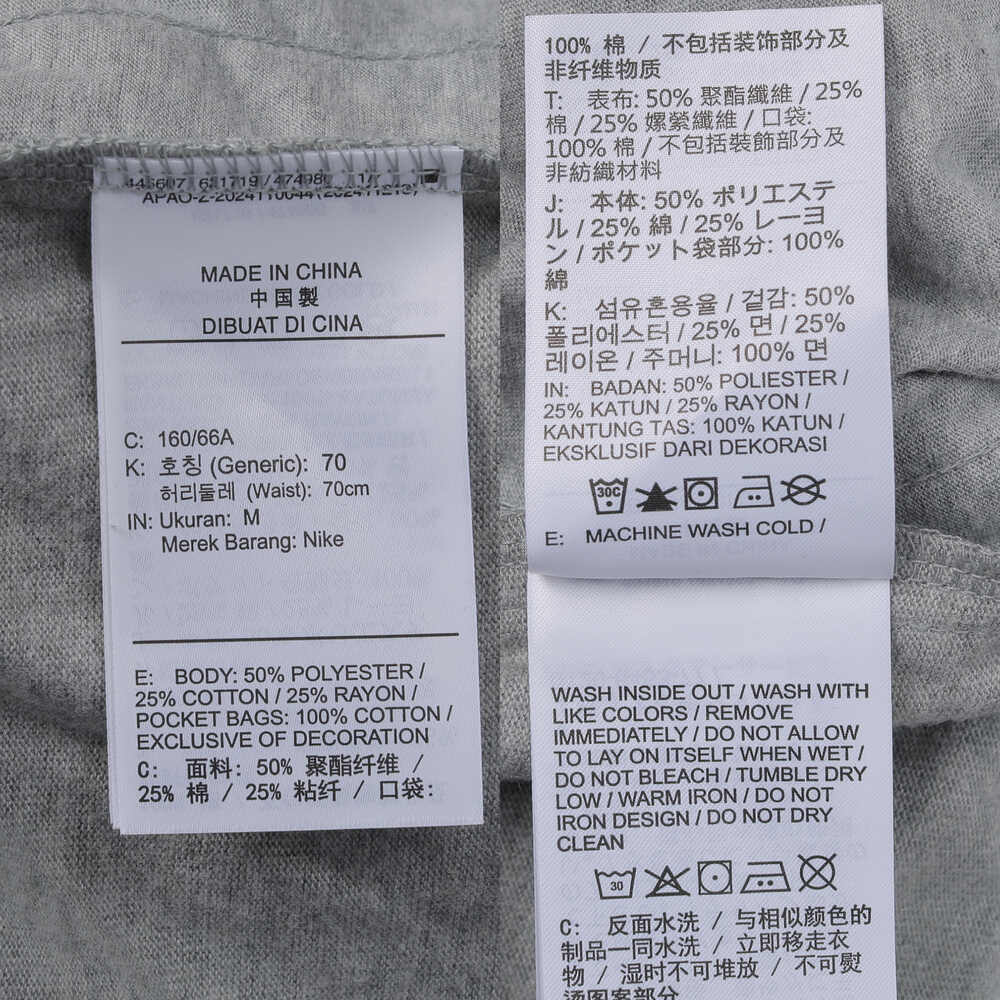 APAO-Z-2024110044(20241121
MADE IN CHINA
中国製
DIBUAT DI CINA
C: 160/66A
K: 호칭 (Generic): 70
허리둘레 (Waist): 70cm
IN: Ukuran: M
Merek Barang: Nike
E: BODY: 50% POLYESTER /
25% COTTON / 25% RAYON /
POCKET BAGS: 100% COTTON /
EXCLUSIVE OF DECORATION
C: 面料: 50% 聚酯纤维 /
25% 棉 / 25% 粘纤 / 口袋:
100% 棉 / 不包括装饰部分及
非纤维物质
T: 表布: 50% 聚酯纖維 / 25%
棉 / 25% 嫘縈纖維 / 口袋:
100% 棉 / 不包括裝飾部分及
非紡織材料
J: 本体: 50% ポリエステ
ル / 25% 綿 / 25% レーヨ
ン / ポケット袋部分: 100%
綿
K: 섬유혼용율 / 겉감: 50%
폴리에스터 / 25% 면 / 25%
레이온 / 주머니: 100% 면
IN: BADAN: 50% POLIESTER /
25% KATUN / 25% RAYON /
KANTUNG TAS: 100% KATUN /
EKSKLUSIF DARI DEKORASI
30C
E: MACHINE WASH COLD /
WASH INSIDE OUT / WASH WITH
LIKE COLORS / REMOVE
IMMEDIATELY / DO NOT ALLOW
TO LAY ON ITSELF WHEN WET /
DO NOT BLEACH / TUMBLE DRY
LOW / WARM IRON / DO NOT
IRON DESIGN / DO NOT DRY
CLEAN
30
C: 反面水洗 / 与相似颜色的
制品一同水洗 / 立即移走衣
物 / 湿时不可堆放 / 不可熨
烫图案部分